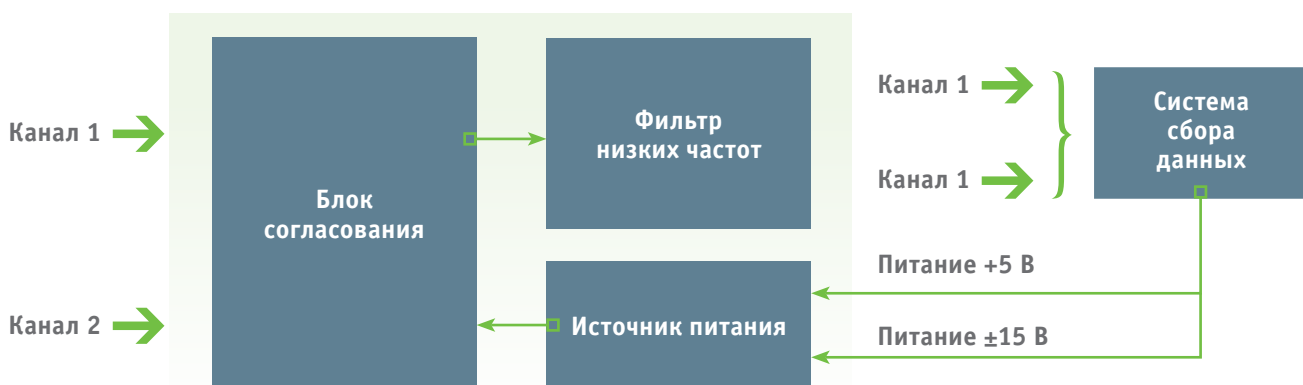 Канал 1
Канал 2
Блок
согласования
Фильтр
низких частот
Источник питания
Канал 1
Канал 1
Система
сбора
данных
Питание +5 В
Питание ±15 В